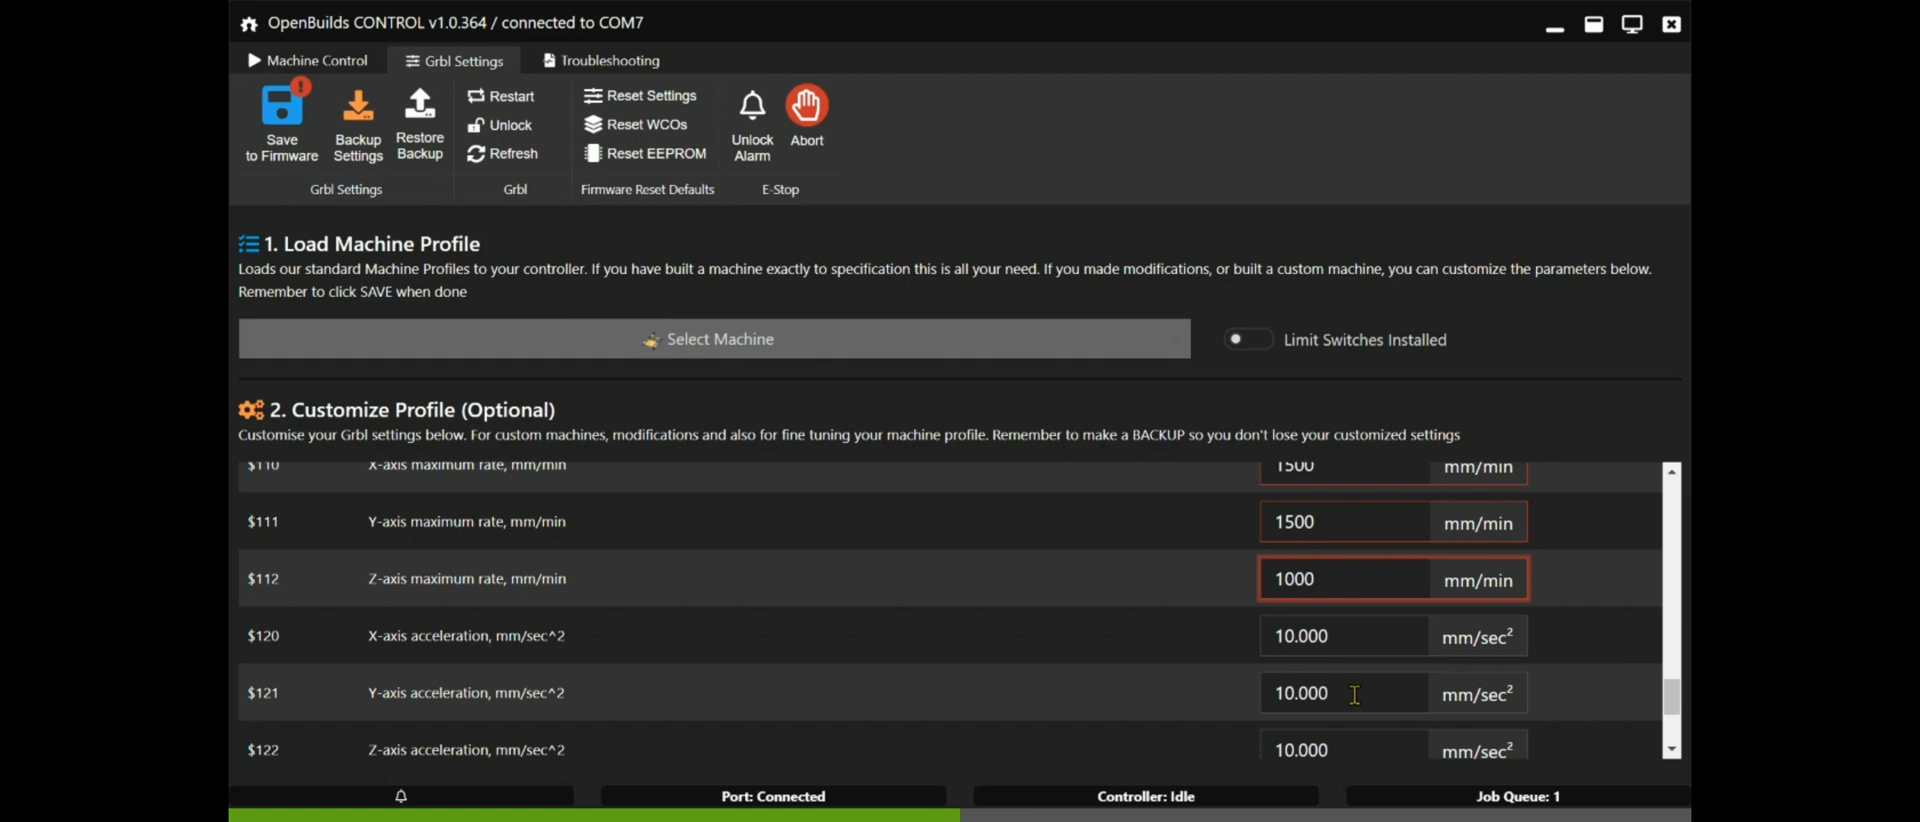 OpenBuilds CONTROL v1.0.364 / connected to COM7
Machine Control
Grbl Settings
Troubleshooting
Save
to Firmware
Backup
Settings
Restore
Backup
Restart
Unlock
Refresh
Reset Settings
Reset WCOs
Reset EEPROM
Unlock
Alarm
Abort
Grbl Settings
Grbl
Firmware Reset Defaults
E-Stop
1. Load Machine Profile
Loads our standard Machine Profiles to your controller. If you have built a machine exactly to specification this is all your need. If you made modifications, or built a custom machine, you can customize the parameters below.
Remember to click SAVE when done
Select Machine
Limit Switches Installed
2. Customize Profile (Optional)
Customise your Grbl settings below. For custom machines, modifications and also for fine tuning your machine profile. Remember to make a BACKUP so you don't lose your customized settings
$110 X-axis maximum rate, mm/min 1500 mm/min
$111 Y-axis maximum rate, mm/min 1500 mm/min
$112 Z-axis maximum rate, mm/min 1000 mm/min
$120 X-axis acceleration, mm/sec^2 10.000 mm/sec²
$121 Y-axis acceleration, mm/sec^2 10.000 mm/sec²
$122 Z-axis acceleration, mm/sec^2 10.000 mm/sec²
Port: Connected
Controller: Idle
Job Queue: 1